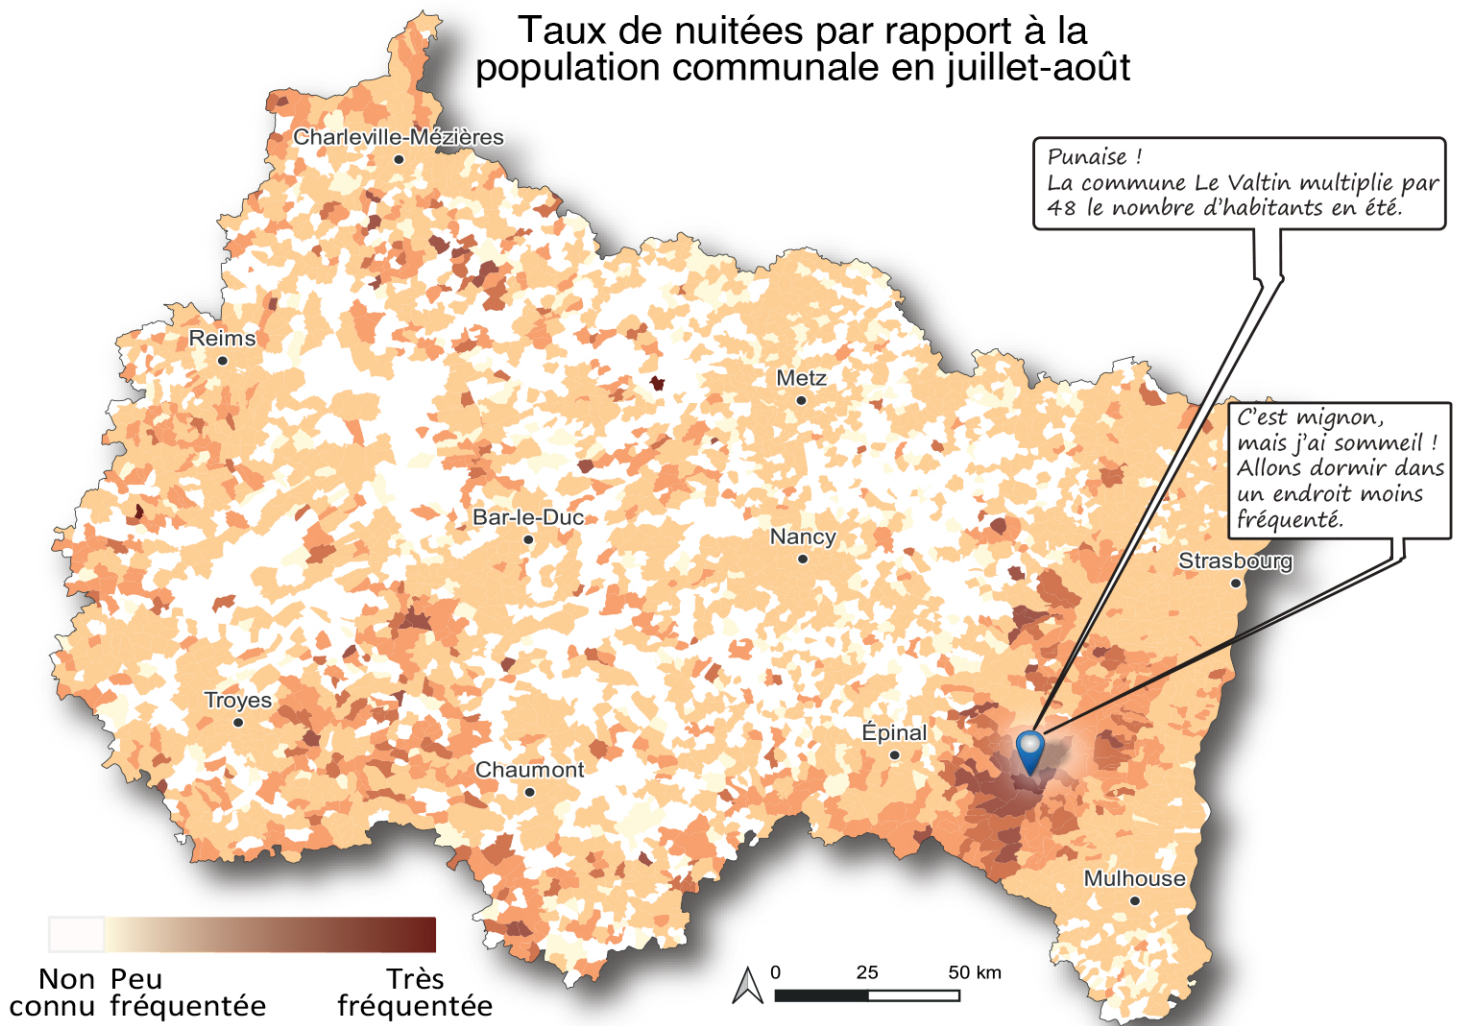 Taux de nuitées par rapport à la
population communale en juillet-août
Charleville-Mézières
Punaise !
La commune Le Valtin multiplie par
48 le nombre d'habitants en été.
Reims
Metz
C'est mignon,
mais j'ai sommeil !
Allons dormir dans
un endroit moins
fréquenté.
Bar-le-Duc
Nancy
Strasbourg
Troyes
Épinal
Chaumont
Mulhouse
Non
connu
Peu
fréquentée
Très
fréquentée
0 25 50 km